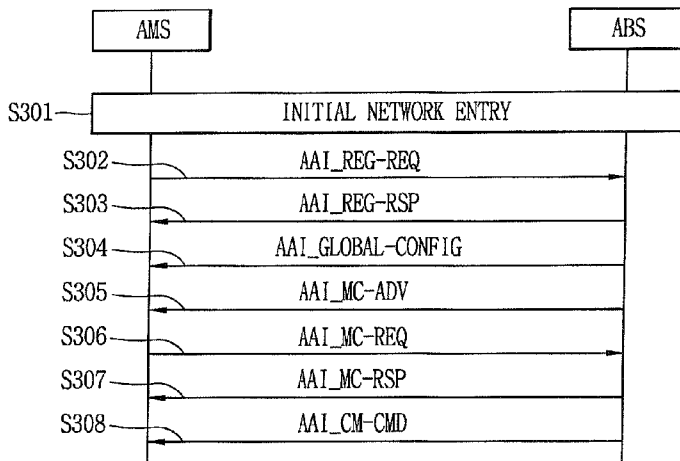 AMS
ABS
S301
INITIAL NETWORK ENTRY
S302
AAI_REG-REQ
S303
AAI_REG-RSP
S304
AAI_GLOBAL-CONFIG
S305
AAI_MC-ADV
S306
AAI_MC-REQ
S307
AAI_MC-RSP
S308
AAI_CM-CMD